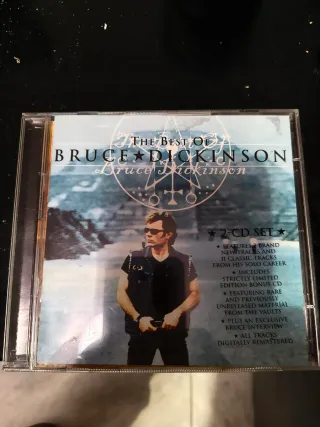 The Best Of
BRUCE★DICKINSON
Bruce Dickinson
★ 2-CD SET ★
★ FEATURES 2 BRAND
NEW TRACKS AND
11 CLASSIC TRACKS
FROM HIS SOLO CAREER
★ INCLUDES
STRICTLY LIMITED
EDITION BONUS CD
★ FEATURING RARE
AND PREVIOUSLY
UNRELEASED MATERIAL
FROM THE VAULTS
★ PLUS AN EXCLUSIVE
BRUCE INTERVIEW
★ ALL TRACKS
DIGITALLY REMASTERED